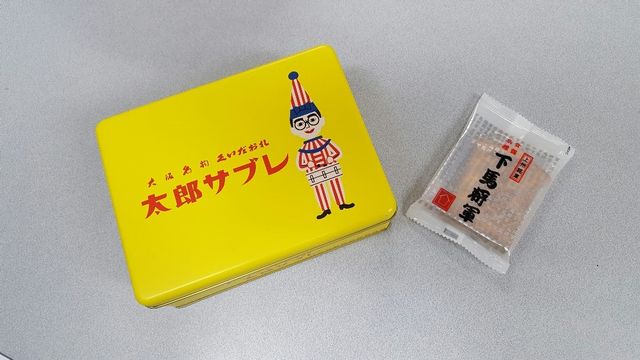 大阪名物 くいだおれ
太郎サブレ
下馬将軍